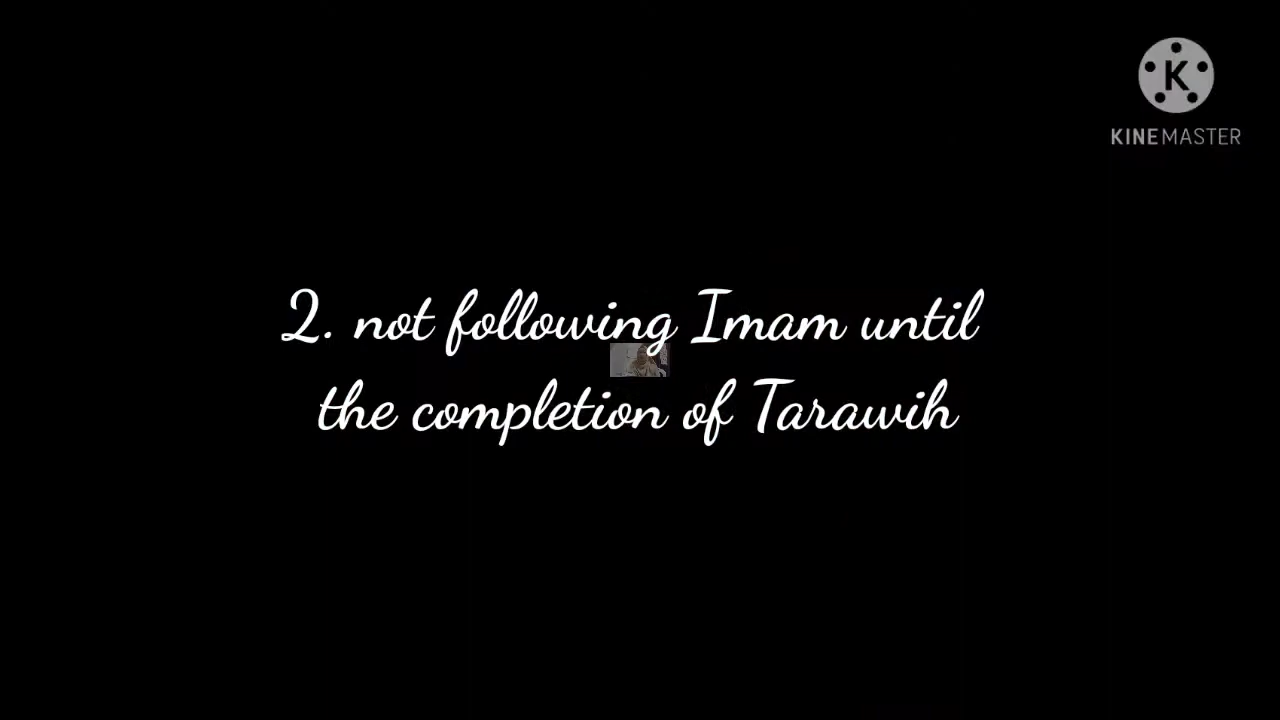 K
KINEMASTER
2. not following Imam until
the completion of Tarawih